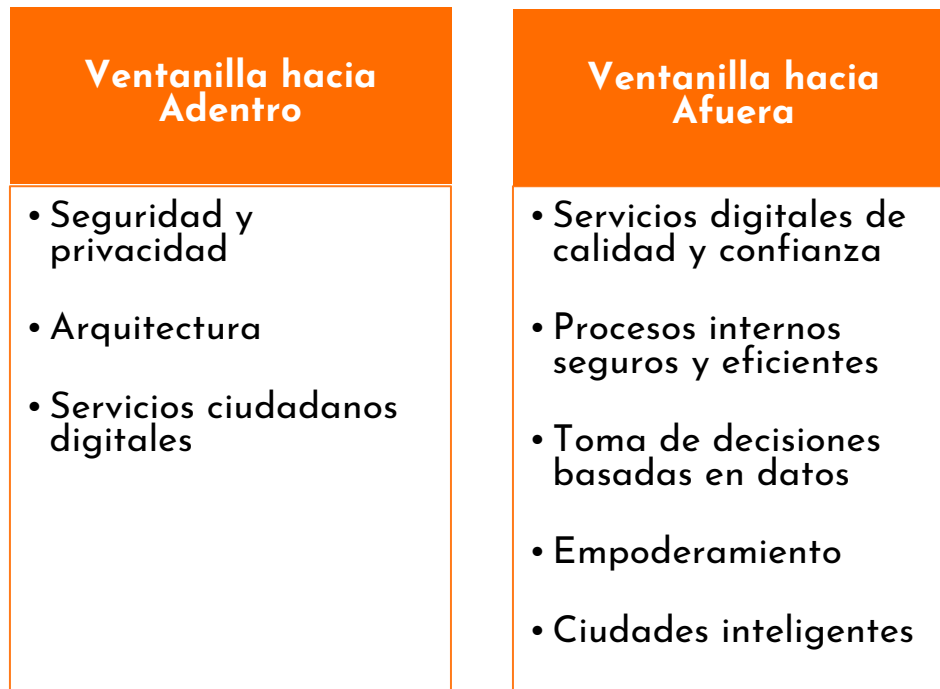 Ventanilla hacia
Adentro
• Seguridad y
privacidad
• Arquitectura
• Servicios ciudadanos
digitales
Ventanilla hacia
Afuera
• Servicios digitales de
calidad y confianza
• Procesos internos
seguros y eficientes
• Toma de decisiones
basadas en datos
• Empoderamiento
• Ciudades inteligentes